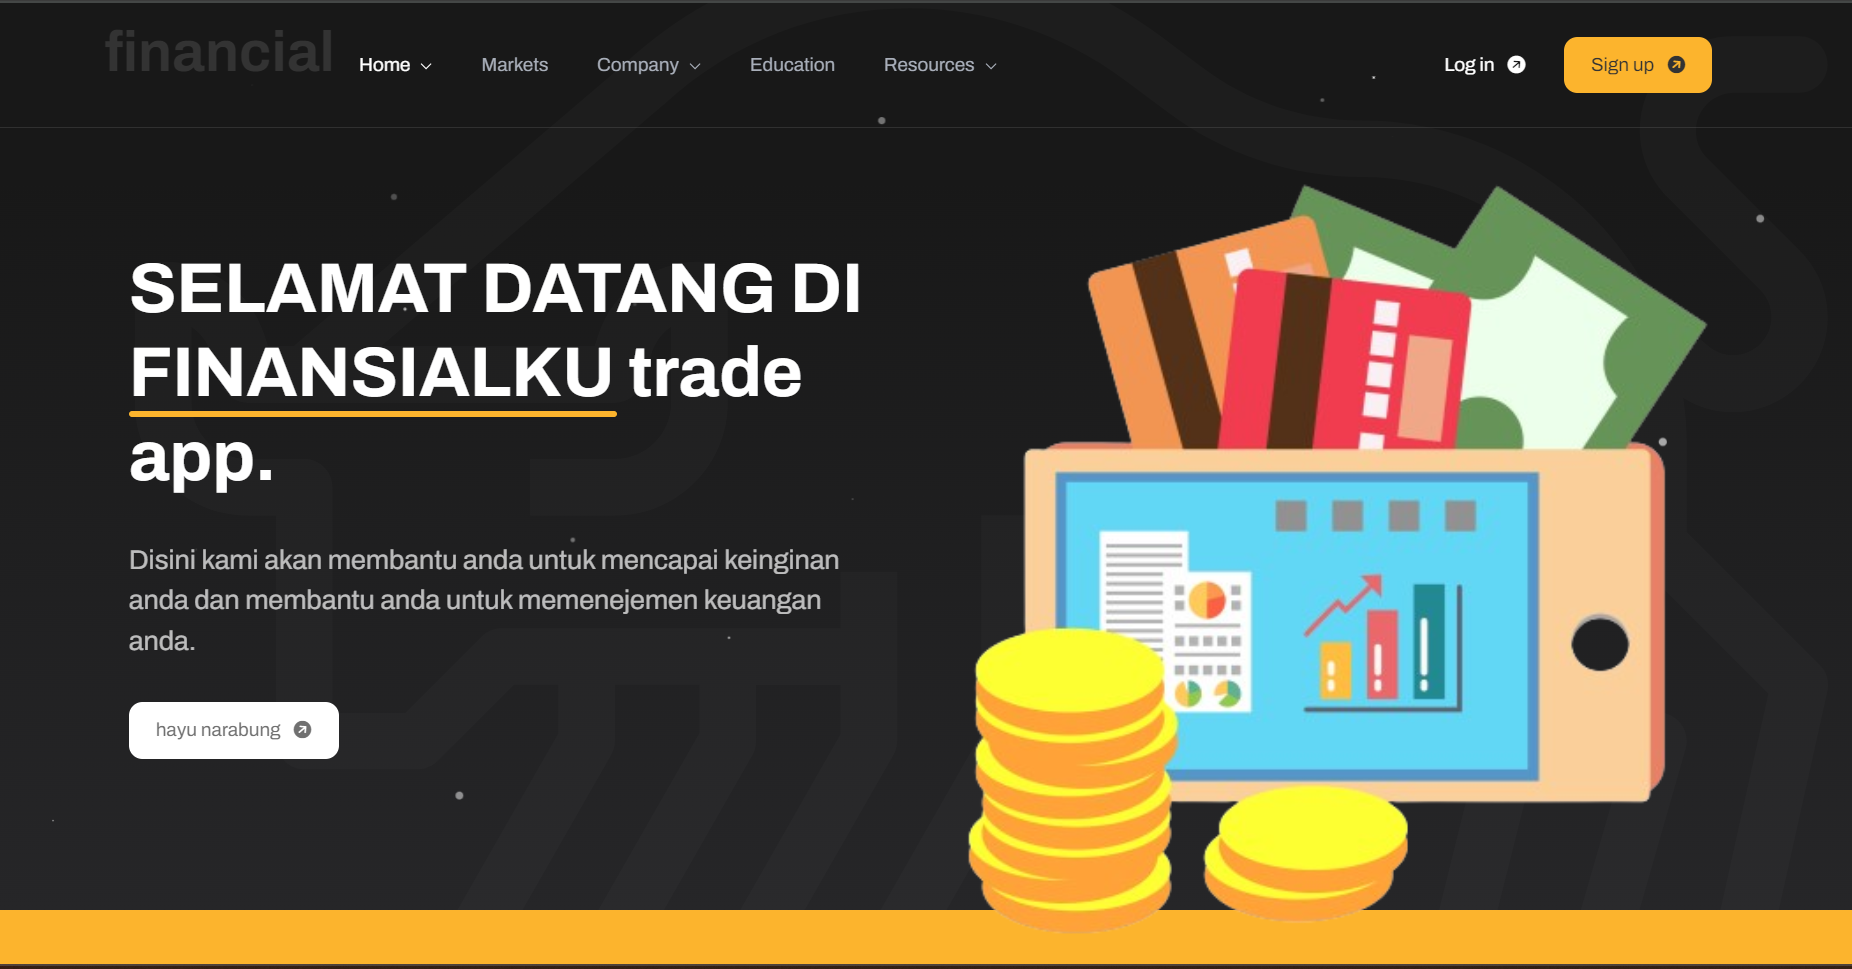 financial
Home
Markets
Company
Education
Resources
Log in
Sign up
SELAMAT DATANG DI
FINANSIALKU trade
app.
Disini kami akan membantu anda untuk mencapai keinginan
anda dan membantu anda untuk memenejemen keuangan
anda.
hayu narabung